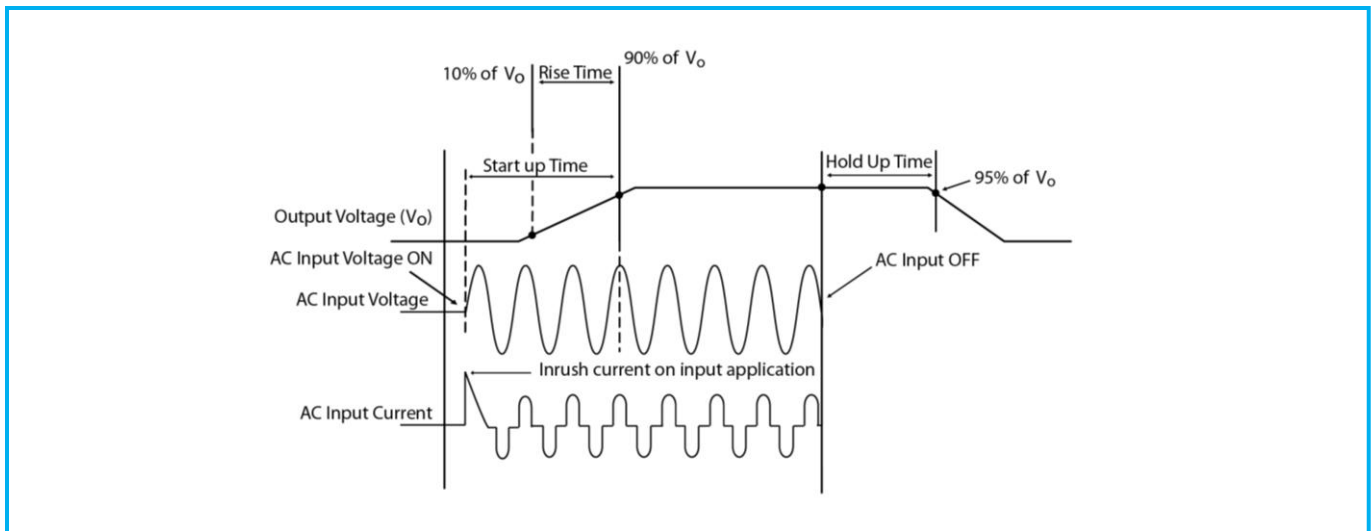 90% of Vo
10% of Vo
Rise Time
Start up Time
Hold Up Time
95% of Vo
Output Voltage (Vo)
AC Input Voltage ON
AC Input OFF
AC Input Voltage
Inrush current on input application
AC Input Current